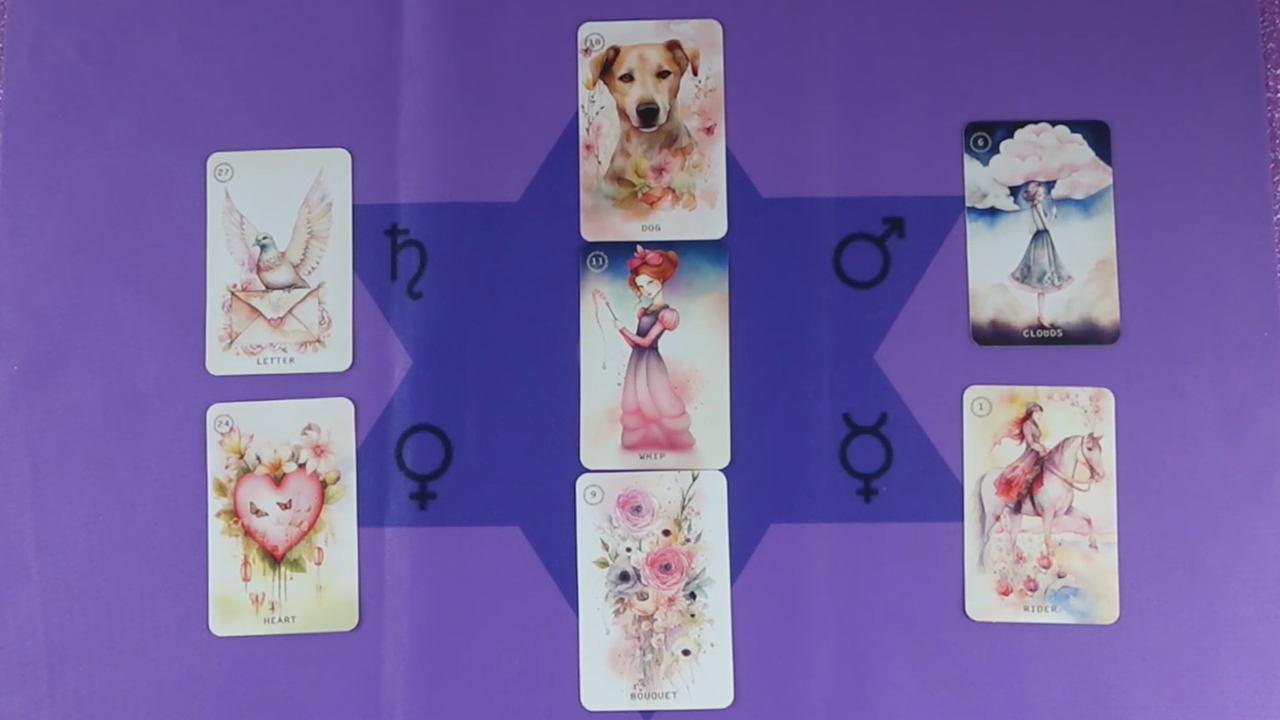 18
DOG
6
CLOUDS
27
LETTER
♄
♂
11
WHIP
24
HEART
♀
☿
1
RIDER
9
BOUQUET